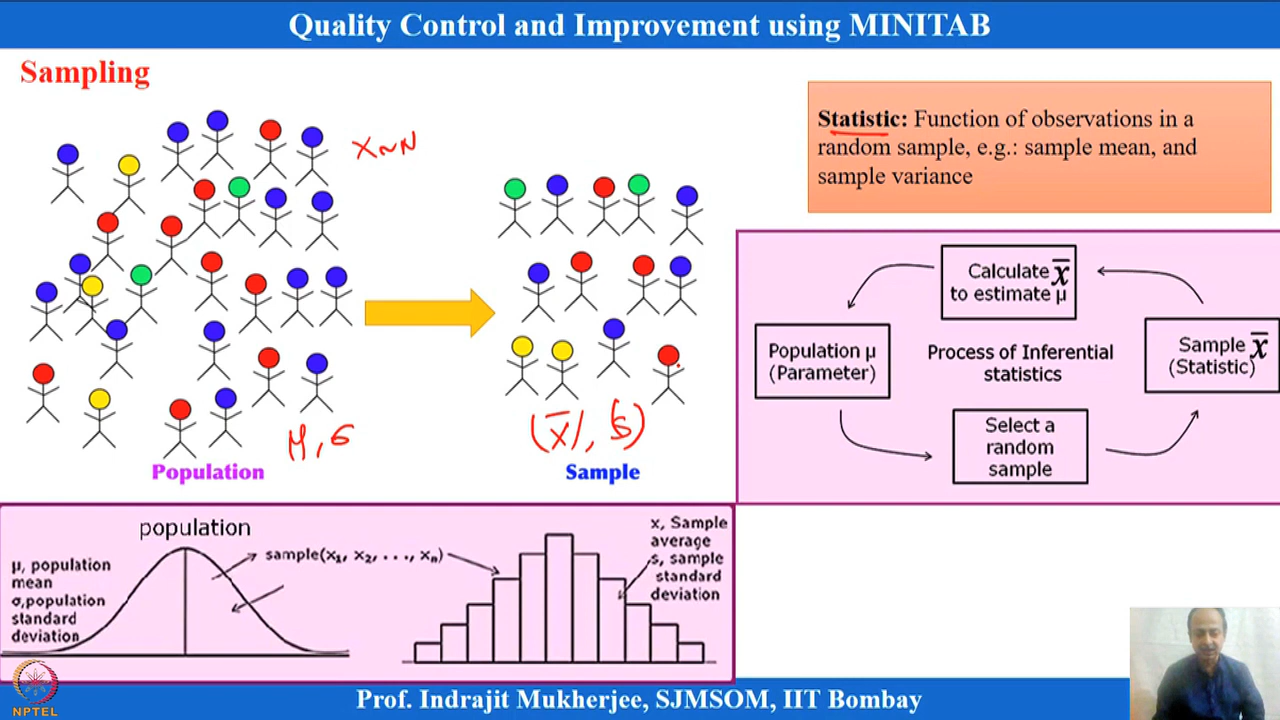 Quality Control and Improvement using MINITAB
Sampling
X~N
μ, σ
(x̄), (s)
Population
Sample
Statistic: Function of observations in a
random sample, e.g.: sample mean, and
sample variance
Calculate x̄
to estimate μ
Population μ
(Parameter)
Process of Inferential
statistics
Sample x̄
(Statistic)
Select a
random
sample
population
μ, population
mean
σ,population
standard
deviation
sample(x₁, x₂, . . ., xₙ)
x, Sample
average
s, sample
standard
deviation
NPTEL
Prof. Indrajit Mukherjee, SJMSOM, IIT Bombay